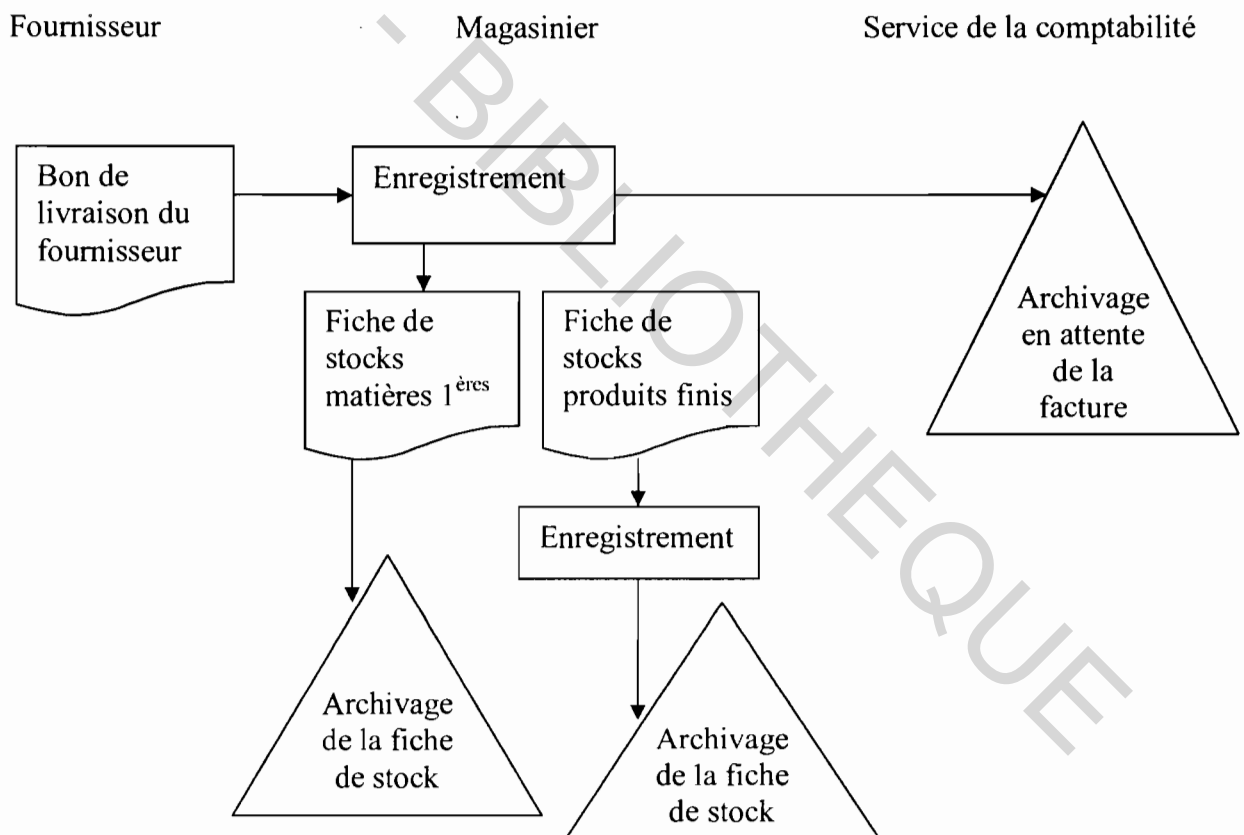 Fournisseur
Magasinier
Service de la comptabilité
Bon de
livraison du
fournisseur
Enregistrement
Fiche de
stocks
matières 1ères
Fiche de
stocks
produits finis
Archivage
en attente
de la
facture
Enregistrement
Archivage
de la fiche
de stock
Archivage
de la fiche
de stock
- BIBLIOTHEQUE